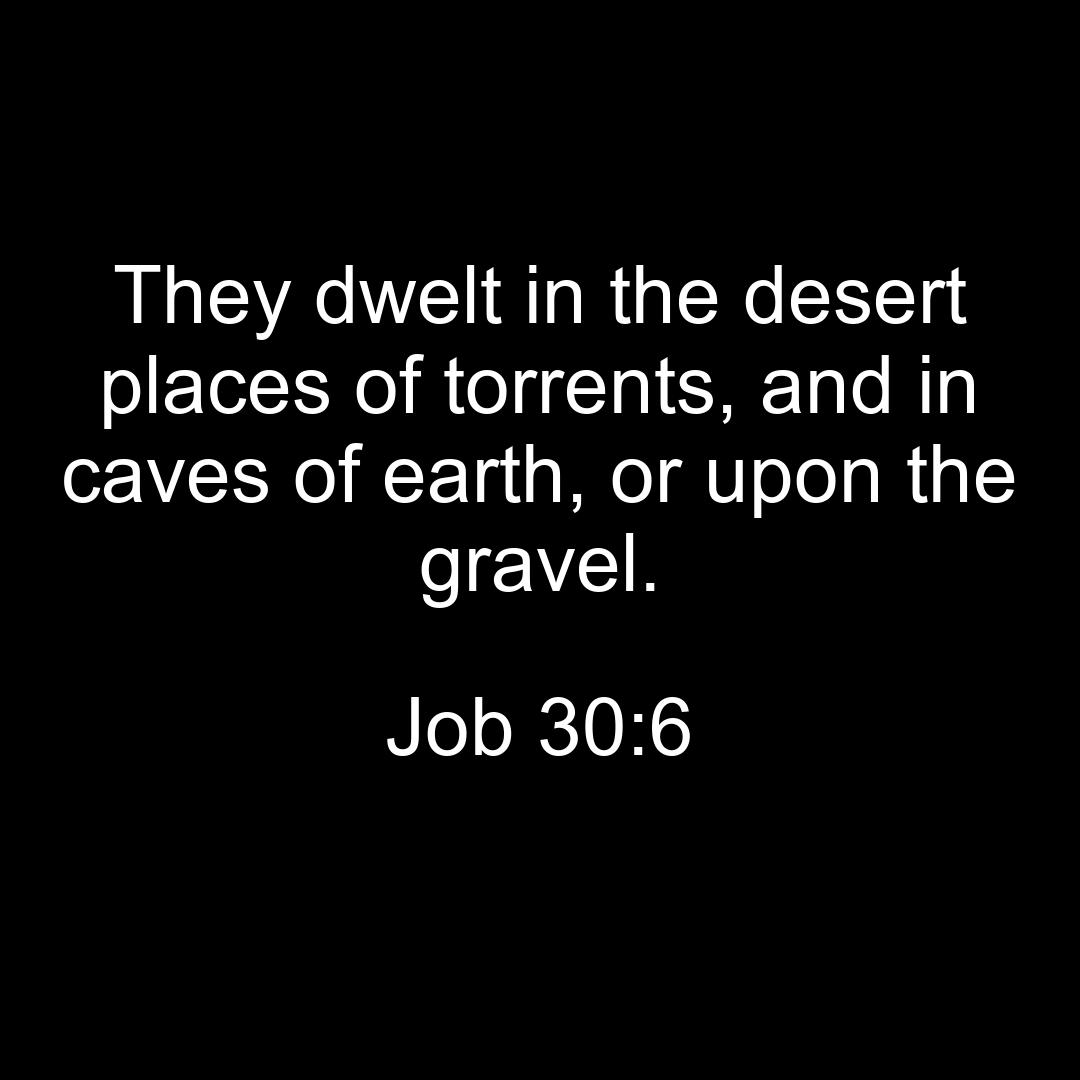 They dwelt in the desert
places of torrents, and in
caves of earth, or upon the
gravel.
Job 30:6